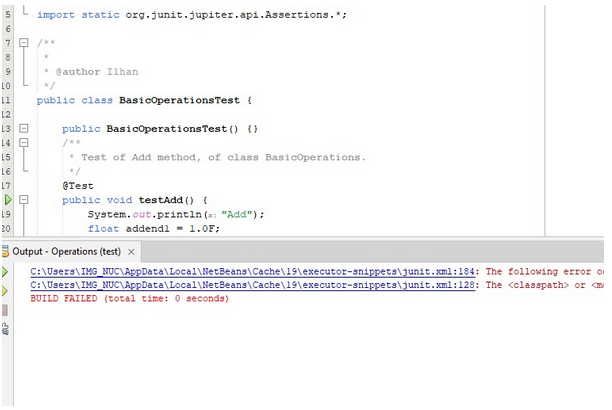 5 import static org.junit.jupiter.api.Assertions.*;
6
7 /**
8 *
9 * @author Ilhan
10 */
11 public class BasicOperationsTest {
12
13 public BasicOperationsTest() {}
14 /**
15 * Test of Add method, of class BasicOperations.
16 */
17 @Test
public void testAdd() {
19 System.out.println(x: "Add");
20 float addend1 = 1.0F;
Output - Operations (test) ×
C:\Users\IMG_NUC\AppData\Local\NetBeans\Cache\19\executor-snippets\junit.xml:184: The following error
C:\Users\IMG_NUC\AppData\Local\NetBeans\Cache\19\executor-snippets\junit.xml:128: The <classpath> or
BUILD FAILED (total time: 0 seconds)